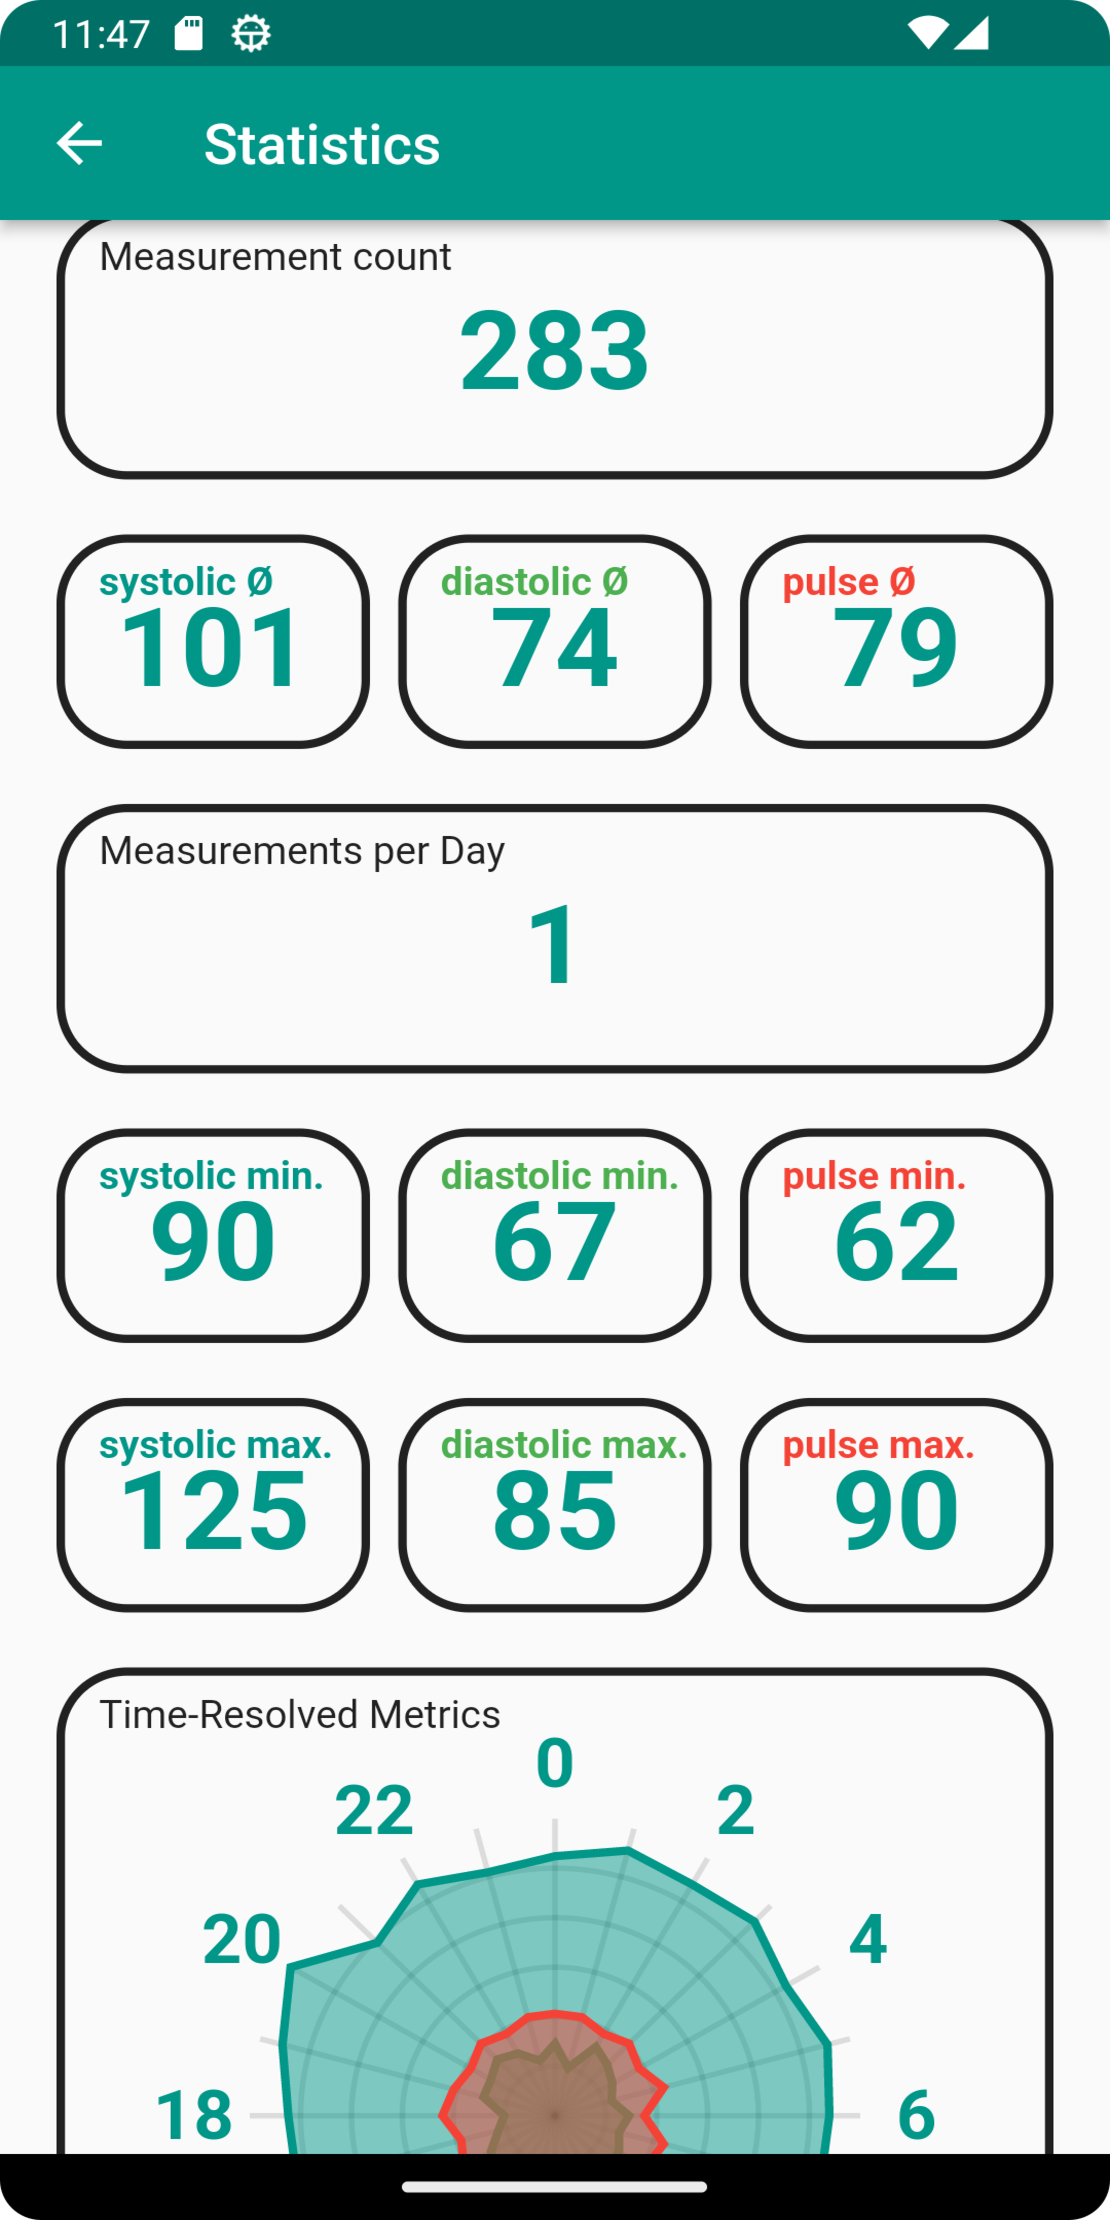 11:47
Statistics
Measurement count
283
systolic Ø
101
diastolic Ø
74
pulse Ø
79
Measurements per Day
1
systolic min.
90
diastolic min.
67
pulse min.
62
systolic max.
125
diastolic max.
85
pulse max.
90
Time-Resolved Metrics
0
22
2
20
4
18
6